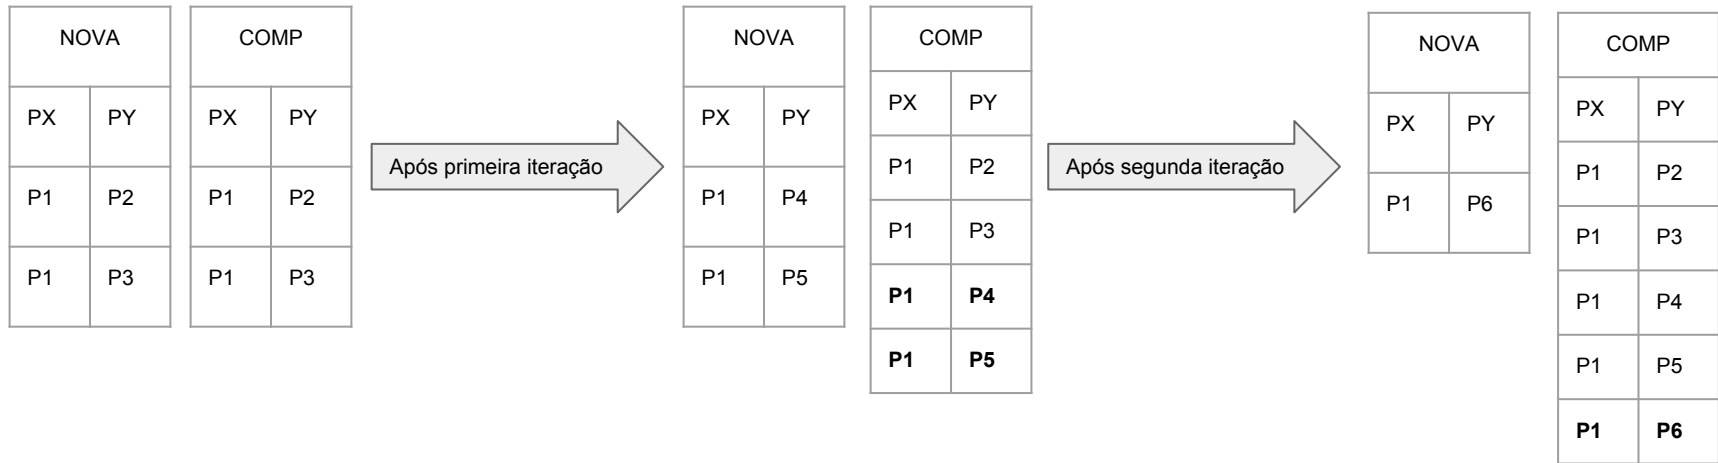 NOVA
PX PY
P1 P2
P1 P3
COMP
PX PY
P1 P2
P1 P3
Após primeira iteração
NOVA
PX PY
P1 P4
P1 P5
COMP
PX PY
P1 P2
P1 P3
P1 P4
P1 P5
Após segunda iteração
NOVA
PX PY
P1 P6
COMP
PX PY
P1 P2
P1 P3
P1 P4
P1 P5
P1 P6